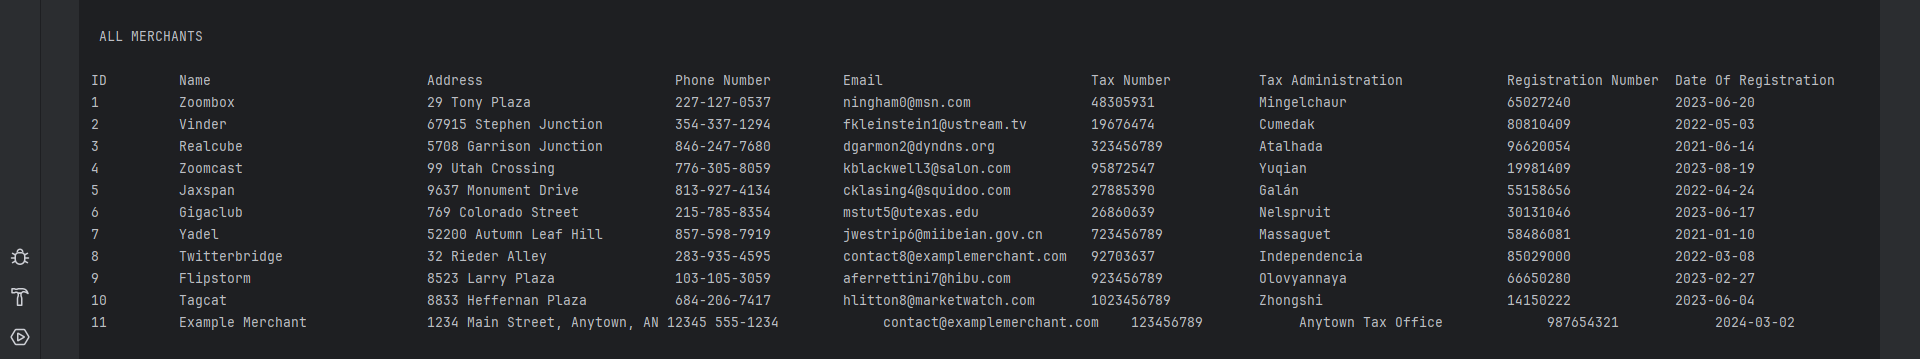 ALL MERCHANTS
ID Name Address Phone Number Email Tax Number Tax Administration Registration Number Date Of Registration
1 Zoombox 29 Tony Plaza 227-127-0537 ningham0@msn.com 48305931 Mingelchaur 65027240 2023-06-20
2 Vinder 67915 Stephen Junction 354-337-1294 fkleinstein1@ustream.tv 19676474 Cumedak 80810409 2022-05-03
3 Realcube 5708 Garrison Junction 846-247-7680 dgarmon2@dyndns.org 323456789 Atalhada 96620054 2021-06-14
4 Zoomcast 99 Utah Crossing 776-305-8059 kblackwell3@salon.com 95872547 Yuqian 19981409 2023-08-19
5 Jaxspan 9637 Monument Drive 813-927-4134 cklasing4@squidoo.com 27885390 Galán 55158656 2022-04-24
6 Gigaclub 769 Colorado Street 215-785-8354 mstut5@utexas.edu 26860639 Nelspruit 30131046 2023-06-17
7 Yadel 52200 Autumn Leaf Hill 857-598-7919 jwestrip6@miibeian.gov.cn 723456789 Massaguet 58486081 2021-01-10
8 Twitterbridge 32 Rieder Alley 283-935-4595 contact8@examplemerchant.com 92703637 Independencia 85029000 2022-03-08
9 Flipstorm 8523 Larry Plaza 103-105-3059 aferrettini7@hibu.com 923456789 Olovyannaya 66650280 2023-02-27
10 Tagcat 8833 Heffernan Plaza 684-206-7417 hlitton8@marketwatch.com 1023456789 Zhongshi 14150222 2023-06-04
11 Example Merchant 1234 Main Street, Anytown, AN 12345 555-1234 contact@examplemerchant.com 123456789 Anytown Tax Office 987654321 2024-03-02